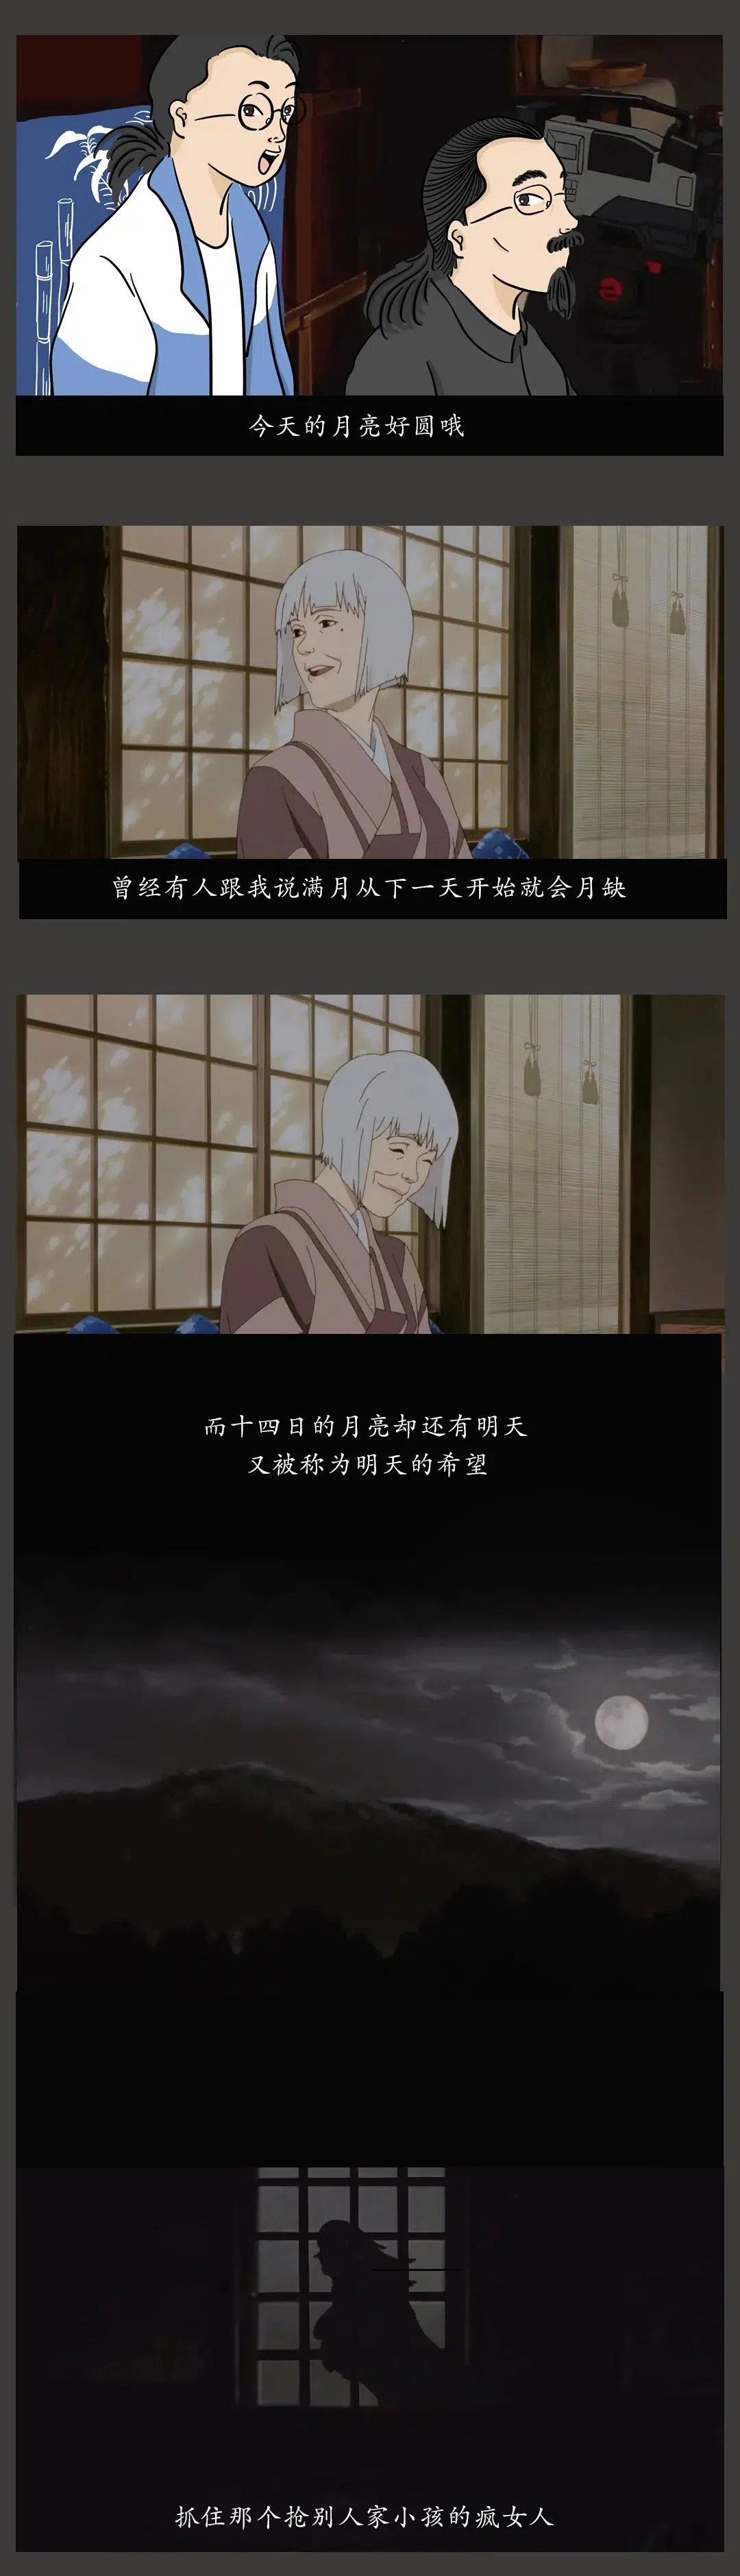 今天的月亮好圆哦
曾经有人跟我说满月从下一天开始就会月缺
而十四日的月亮却还有明天
又被称为明天的希望
抓住那个抢别人家小孩的疯女人